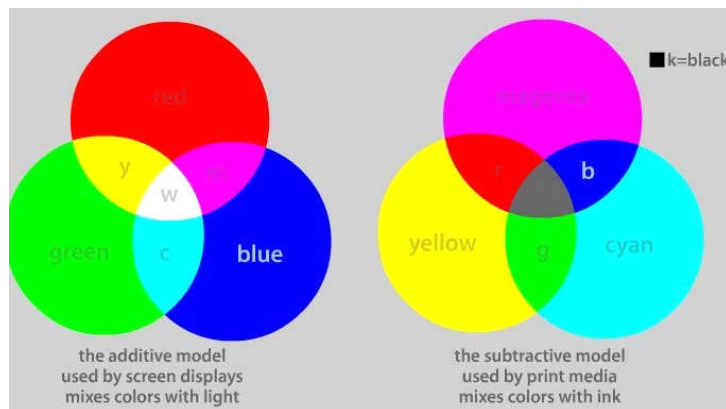 red
y
m
w
green
c
blue
the additive model
used by screen displays
mixes colors with light
k=black
magenta
r
b
yellow
g
cyan
the subtractive model
used by print media
mixes colors with ink